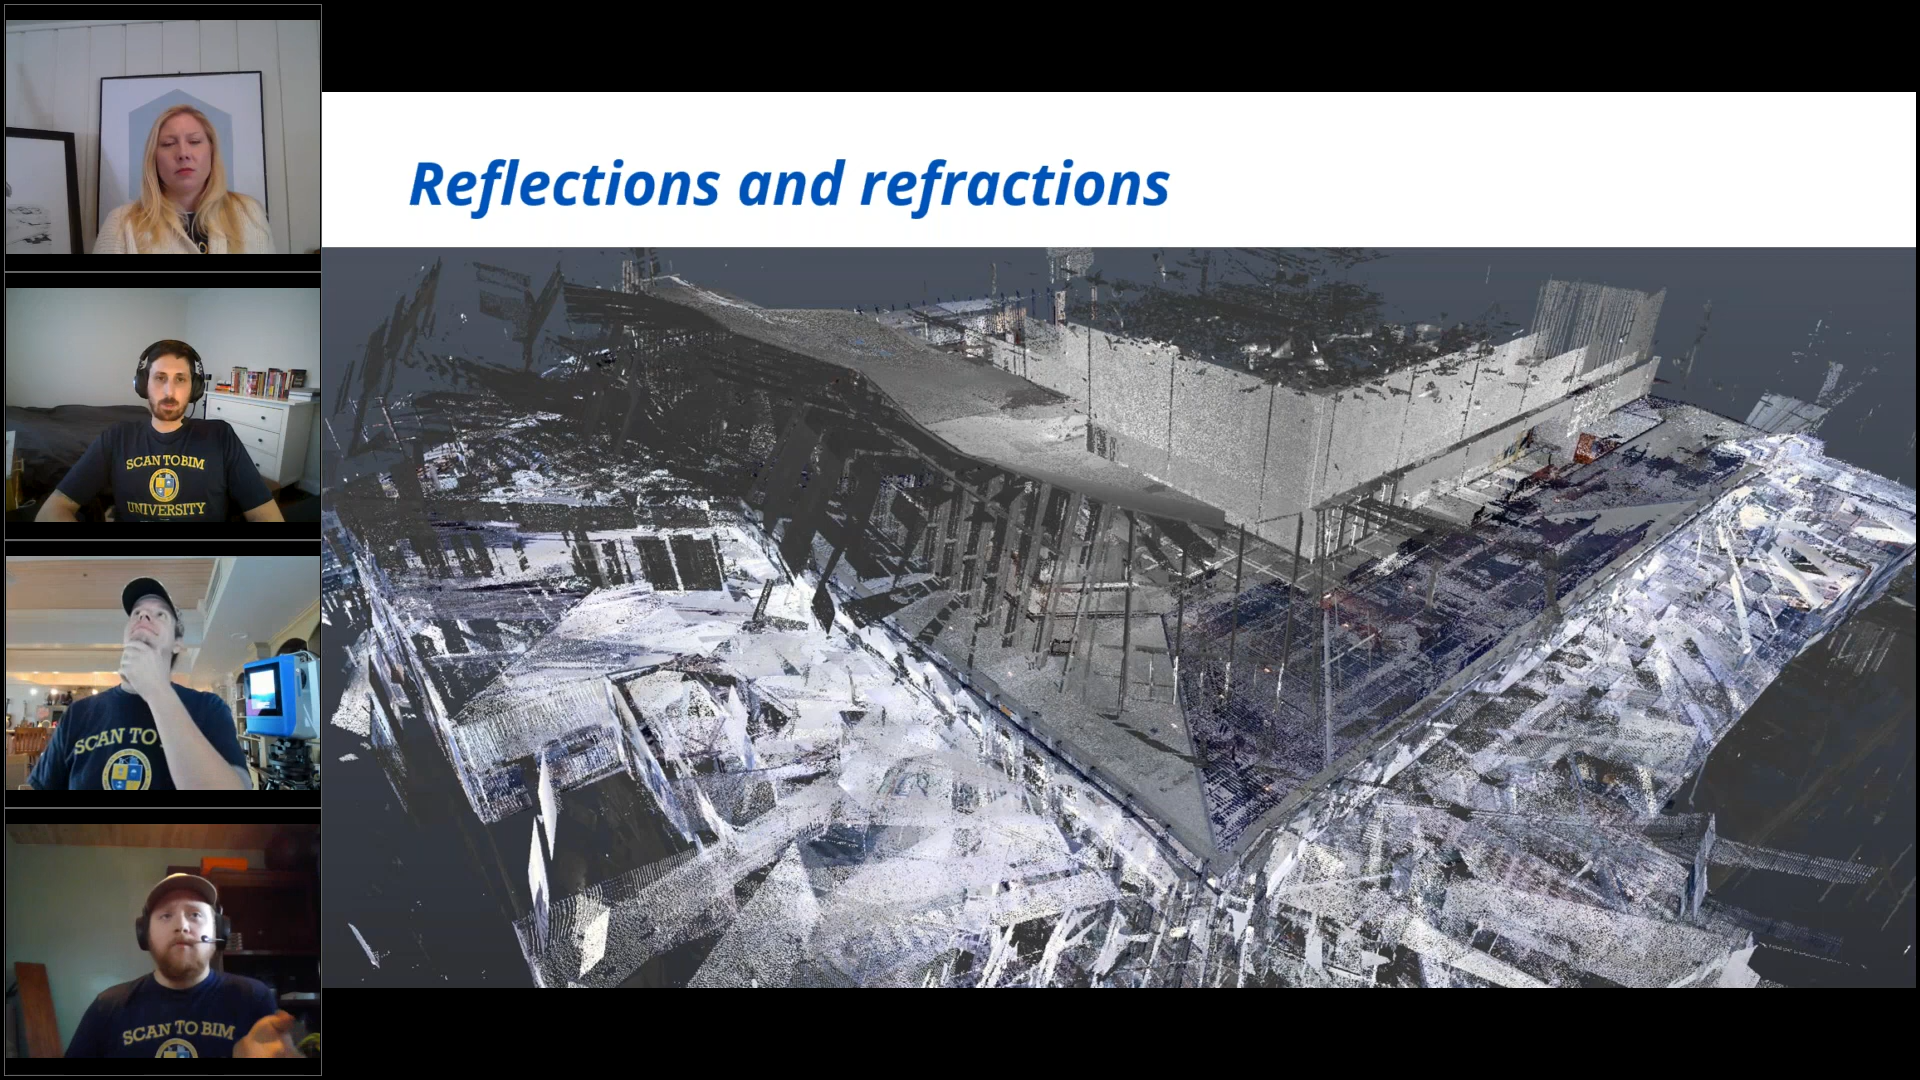 Reflections and refractions
SCAN TO BIM
UNIVERSITY
SCAN TO
SCAN TO BIM